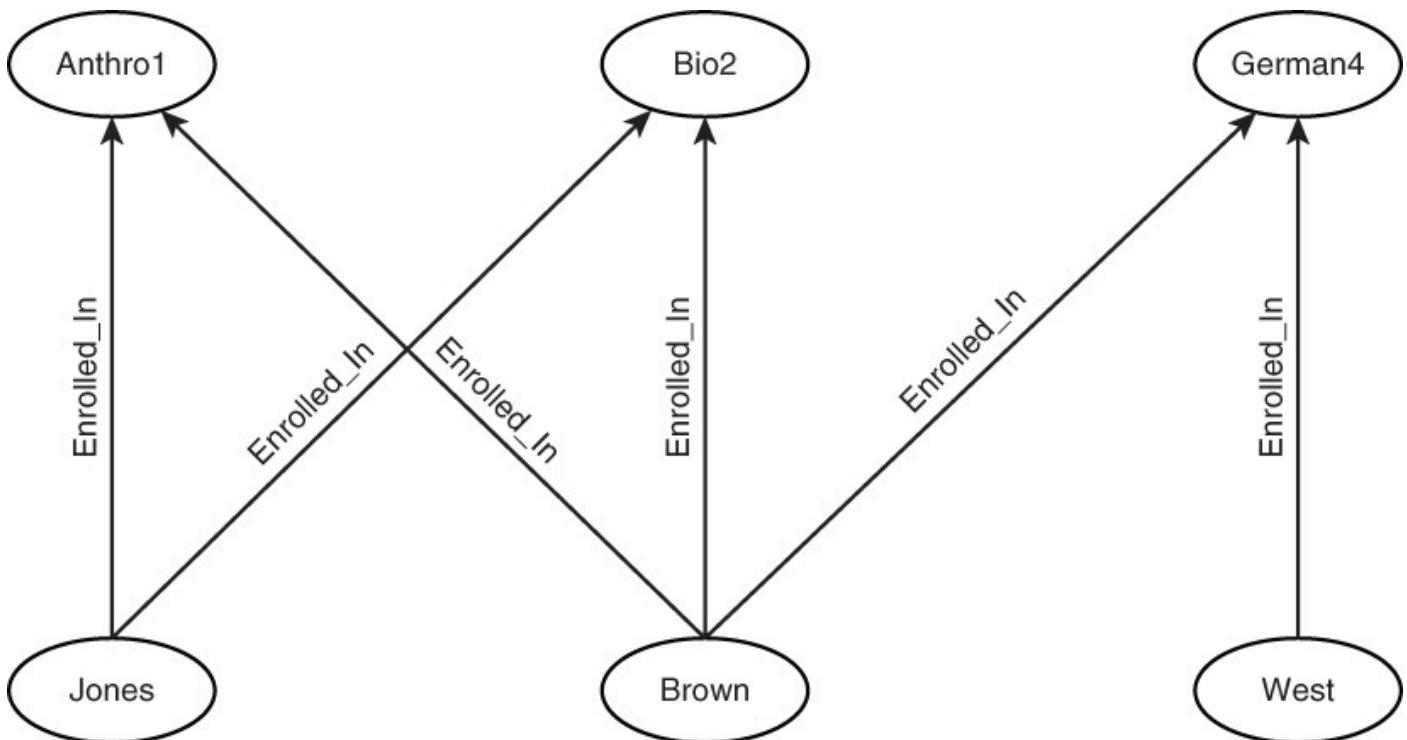 Anthro1
Bio2
German4
Enrolled_In
Enrolled_In
Enrolled_In
Enrolled_In
Enrolled_In
Enrolled_In
Jones
Brown
West